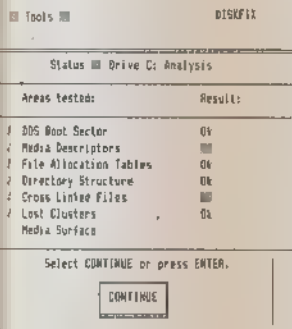 Tools DISKFIX
Status Drive C: Analysis
Areas tested: Result:
DOS Boot Sector Ok
Media Descriptors
File Allocation Tables Ok
Directory Structure Ok
Cross Linked Files
Lost Clusters Ok
Media Surface
Select CONTINUE or press ENTER.
CONTINUE